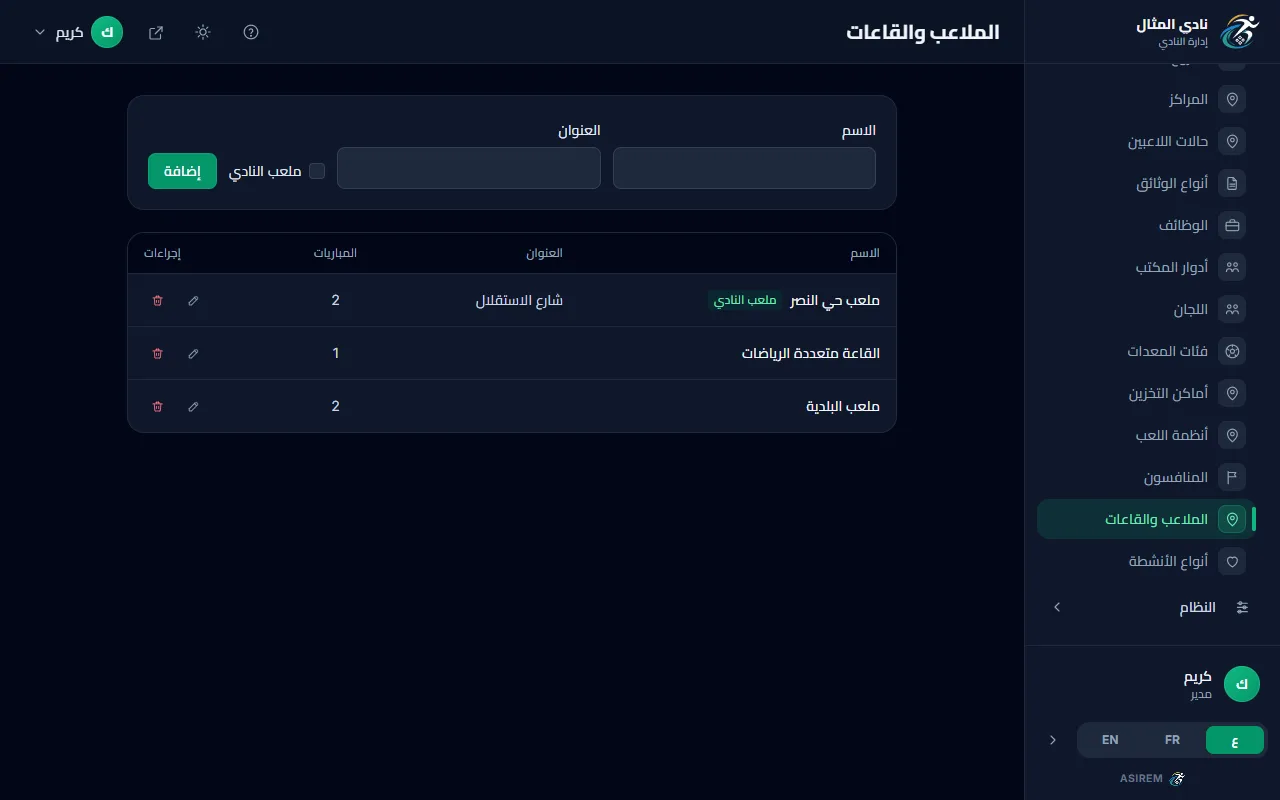 نادي المثال
إدارة النادي
الملاعب والقاعات
ك
كريم
المراكز
حالات اللاعبين
أنواع الوثائق
الوظائف
أدوار المكتب
اللجان
فئات المعدات
أماكن التخزين
أنظمة اللعب
المنافسون
الملاعب والقاعات
أنواع الأنشطة
النظام
ك
كريم
مدير
ع FR EN
ASIREM
الاسم العنوان
ملعب النادي إضافة
الاسم العنوان المباريات إجراءات
ملعب حي النصر ملعب النادي شارع الاستقلال 2
القاعة متعددة الرياضات 1
ملعب البلدية 2